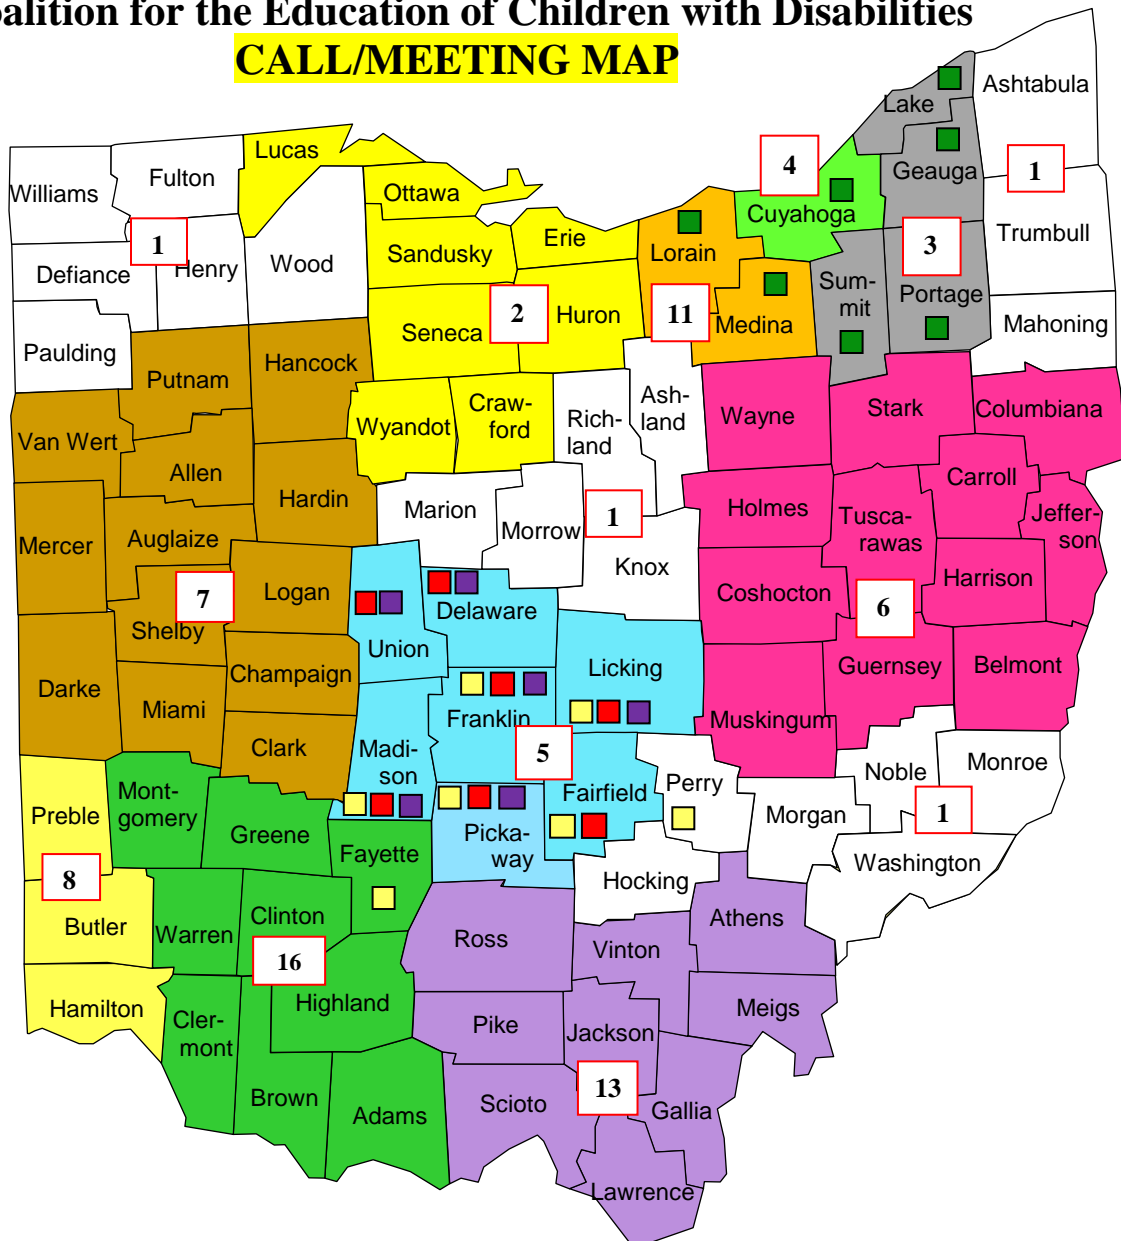 alition for the Education of Children with Disabilities
CALL/MEETING MAP
Ashtabula
Lake
Geauga
4
1
Lucas
Fulton
Williams
Ottawa
Cuyahoga
Trumbull
Erie
1
Sandusky
Lorain
3
Wood
Henry
Defiance
Sum-
mit
Portage
2
Huron
11
Medina
Mahoning
Seneca
Paulding
Hancock
Putnam
Ash-
land
Craw-
ford
Rich-
land
Wayne
Stark
Columbiana
Wyandot
Van Wert
Allen
Carroll
Hardin
Marion
Morrow
1
Holmes
Tusca-
rawas
Jeffer-
son
Mercer
Auglaize
Knox
Harrison
Logan
7
Coshocton
6
Delaware
Shelby
Union
Licking
Guernsey
Belmont
Champaign
Darke
Miami
Franklin
Muskingum
Clark
Madi-
son
5
Noble
Monroe
Perry
Fairfield
Mont-
gomery
Preble
Morgan
1
Greene
Picka-
way
Fayette
Washington
8
Hocking
Butler
Clinton
Warren
Athens
Ross
Vinton
16
Highland
Hamilton
Meigs
Cler-
mont
Pike
Jackson
13
Brown
Adams
Scioto
Gallia
Lawrence